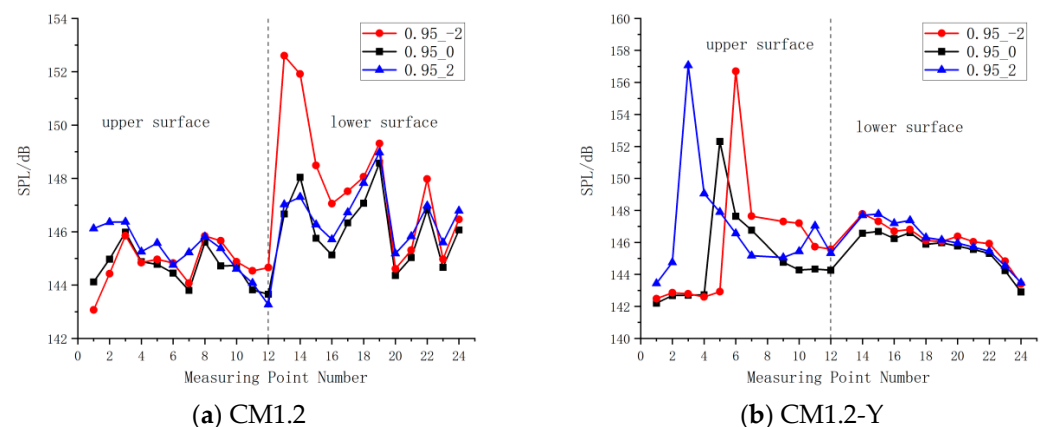 154
152
150
148
146
144
142
SPL/dB
0.95_-2
0.95_0
0.95_2
upper surface
lower surface
0 2 4 6 8 10 12 14 16 18 20 22 24
Measuring Point Number
(a) CM1.2
160
158
156
154
152
150
148
146
144
142
140
SPL/dB
0.95_-2
0.95_0
0.95_2
upper surface
lower surface
0 2 4 6 8 10 12 14 16 18 20 22 24
Measuring Point Number
(b) CM1.2-Y